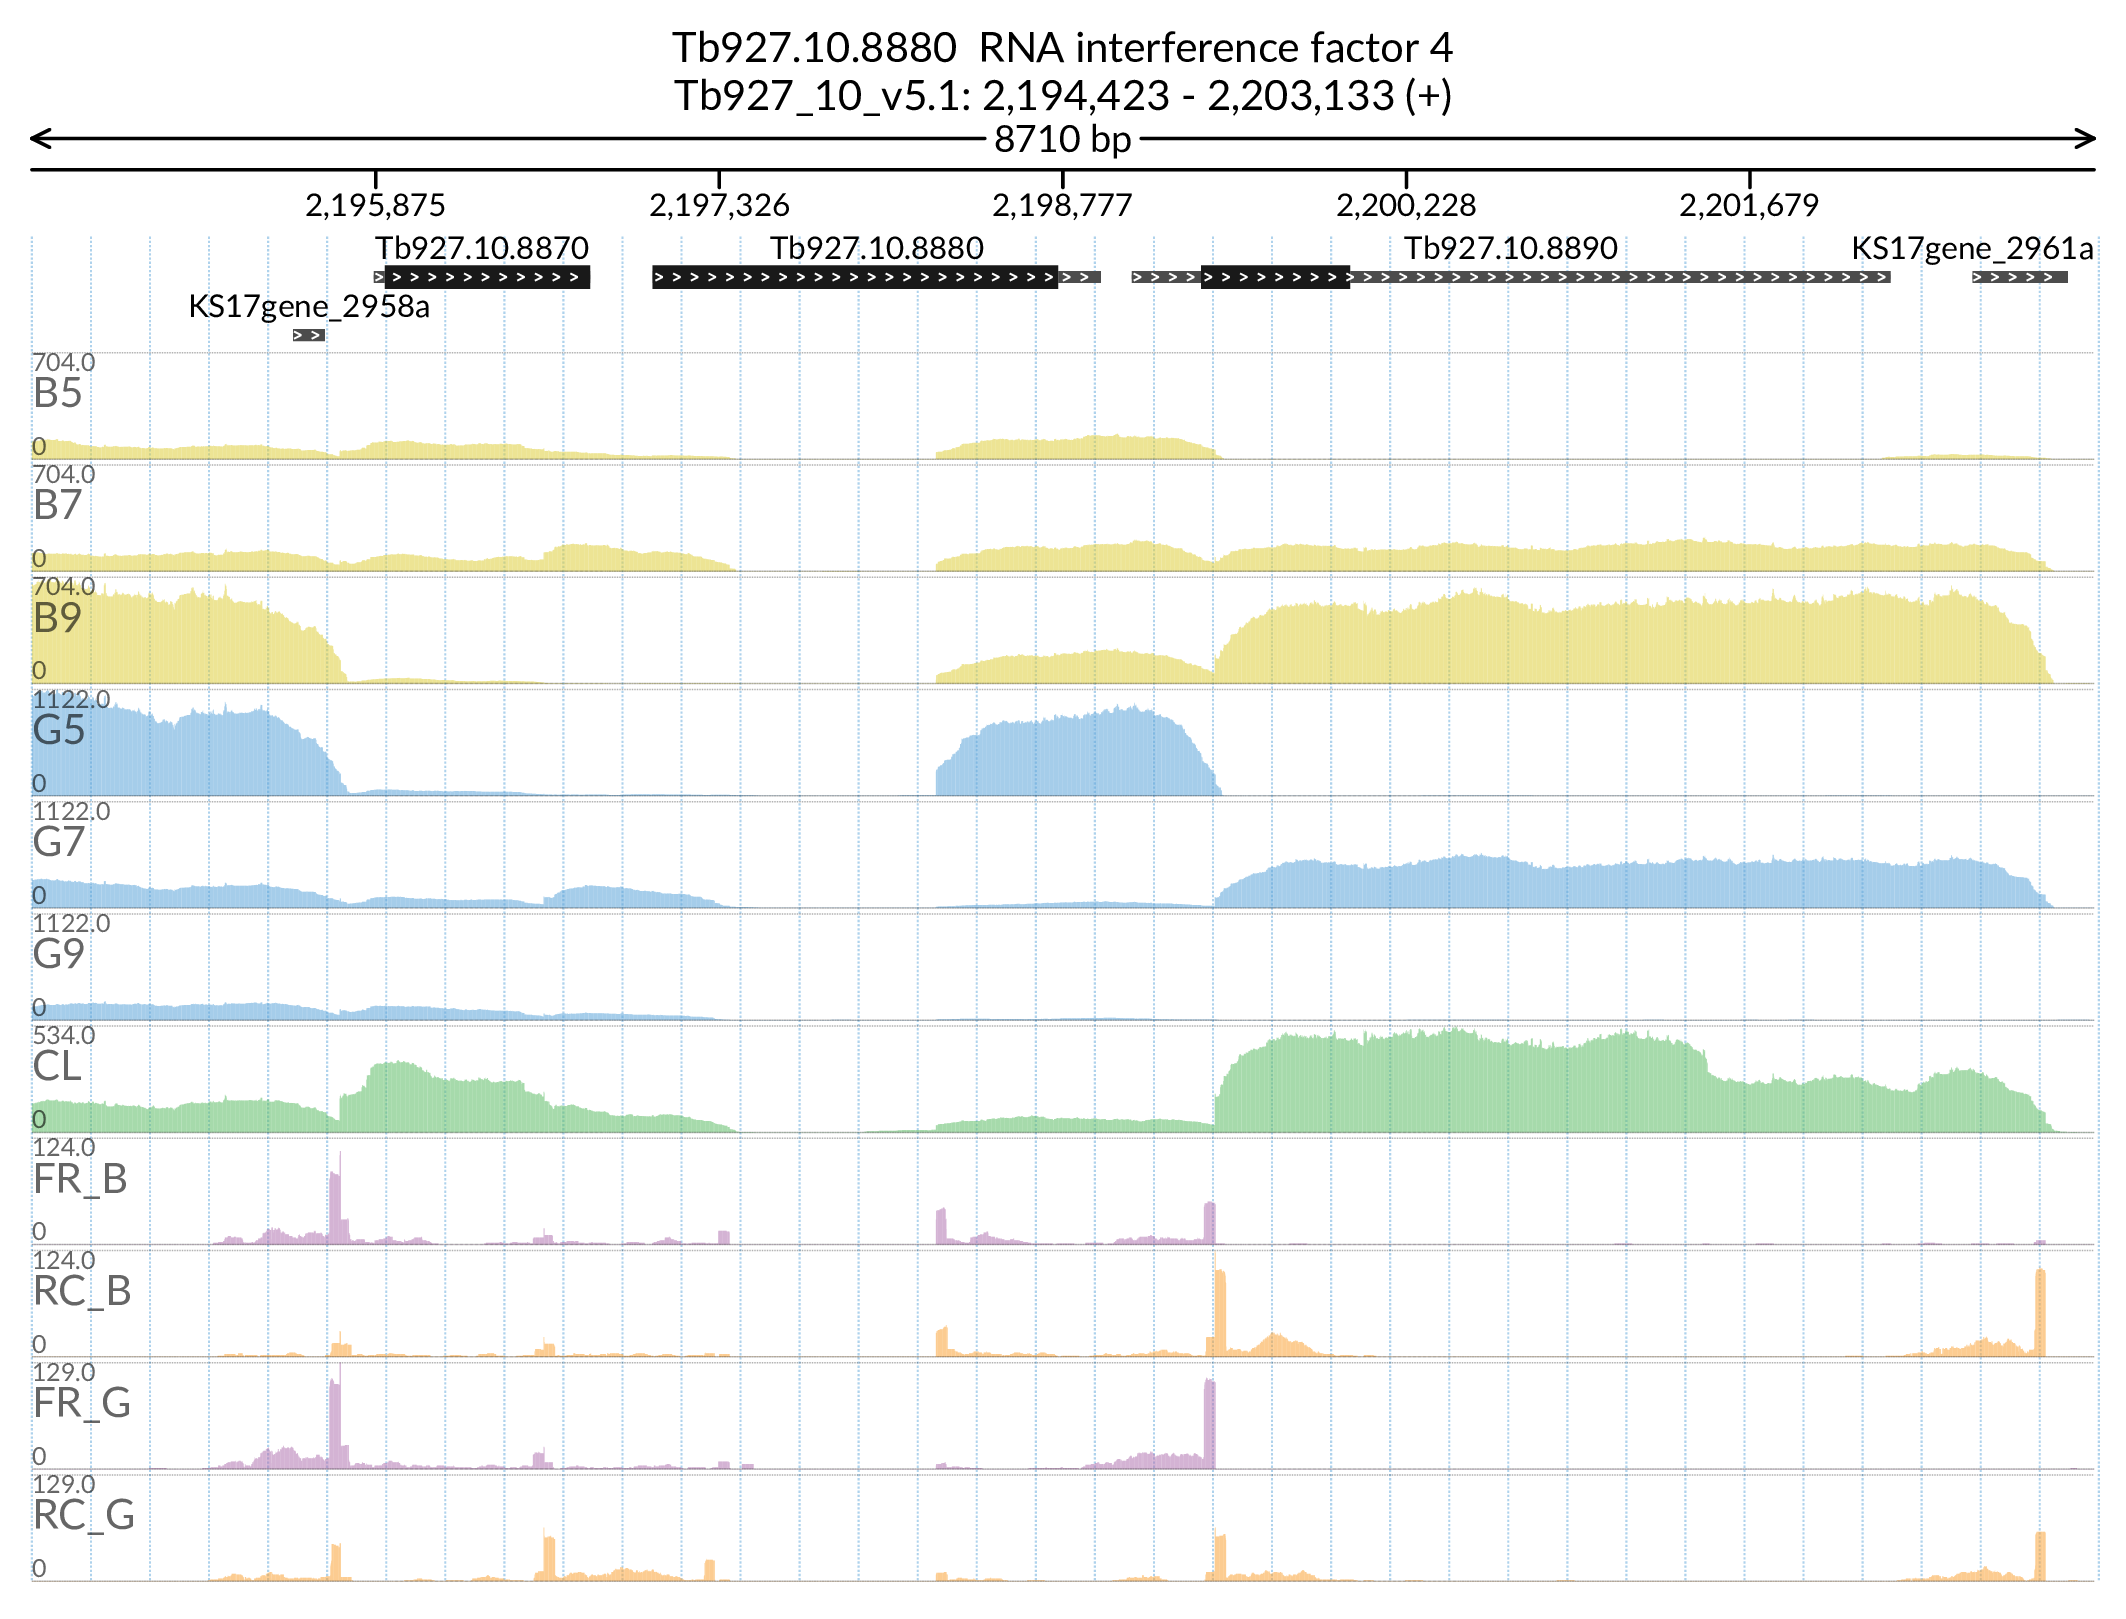 Tb927.10.8880 RNA interference factor 4
Tb927_10_v5.1: 2,194,423 - 2,203,133 (+)
8710 bp
2,195,875 2,197,326 2,198,777 2,200,228 2,201,679
Tb927.10.8870 Tb927.10.8880 Tb927.10.8890 KS17gene_2961a
KS17gene_2958a
704.0
B5
0
704.0
B7
0
704.0
B9
0
1122.0
G5
0
1122.0
G7
0
1122.0
G9
0
534.0
CL
0
124.0
FR_B
0
124.0
RC_B
0
129.0
FR_G
0
129.0
RC_G
0